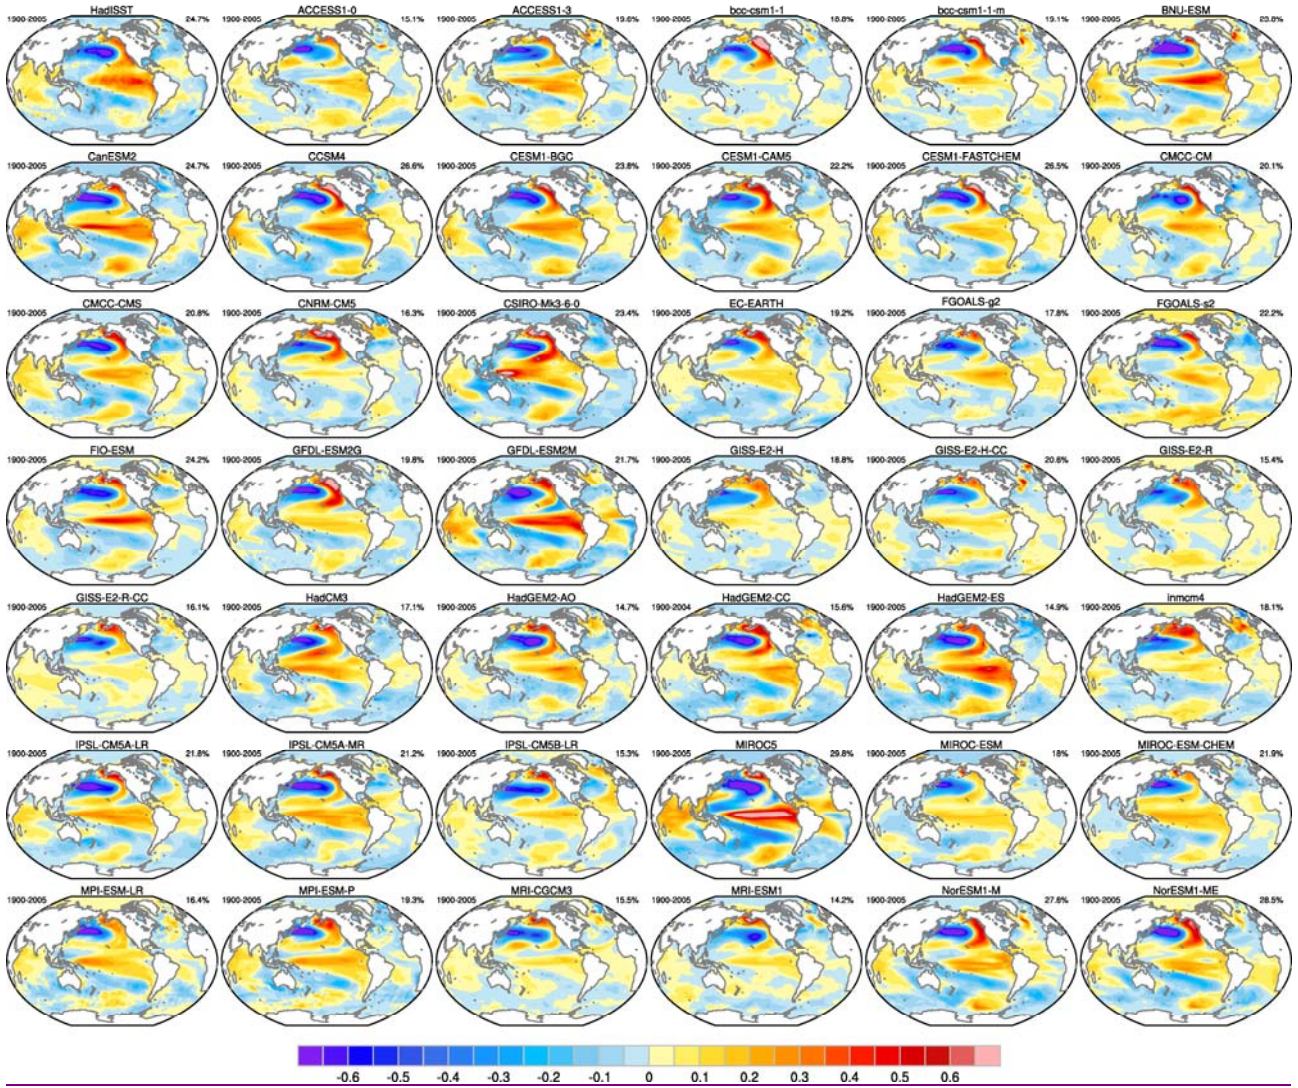 HadISST ACCESS1-0 ACCESS1-3 bcc-csm1-1 bcc-csm1-1-m BNU-ESM
1900-2005 24.7% 1900-2005 15.1% 1900-2005 19.6% 1900-2005 18.8% 1900-2005 19.1% 1900-2005 23.8%
CanESM2 CCSM4 CESM1-BGC CESM1-CAM5 CESM1-FASTCHEM CMCC-CM
1900-2005 24.7% 1900-2005 26.6% 1900-2005 23.8% 1900-2005 22.2% 1900-2005 26.5% 1900-2005 20.1%
CMCC-CMS CNRM-CM5 CSIRO-Mk3-6-0 EC-EARTH FGOALS-g2 FGOALS-s2
1900-2005 20.8% 1900-2005 16.3% 1900-2005 23.4% 1900-2005 19.2% 1900-2005 17.8% 1900-2005 22.2%
FIO-ESM GFDL-ESM2G GFDL-ESM2M GISS-E2-H GISS-E2-H-CC GISS-E2-R
1900-2005 24.2% 1900-2005 19.8% 1900-2005 21.7% 1900-2005 18.8% 1900-2005 20.6% 1900-2005 15.4%
GISS-E2-R-CC HadCM3 HadGEM2-AO HadGEM2-CC HadGEM2-ES inmcm4
1900-2005 16.1% 1900-2005 17.1% 1900-2005 14.7% 1900-2004 15.6% 1900-2005 14.9% 1900-2005 18.1%
IPSL-CM5A-LR IPSL-CM5A-MR IPSL-CM5B-LR MIROC5 MIROC-ESM MIROC-ESM-CHEM
1900-2005 21.8% 1900-2005 21.2% 1900-2005 15.3% 1900-2005 29.8% 1900-2005 18% 1900-2005 21.9%
MPI-ESM-LR MPI-ESM-P MRI-CGCM3 MRI-ESM1 NorESM1-M NorESM1-ME
1900-2005 16.4% 1900-2005 19.3% 1900-2005 15.5% 1900-2005 14.2% 1900-2005 27.6% 1900-2005 28.5%
-0.6 -0.5 -0.4 -0.3 -0.2 -0.1 0 0.1 0.2 0.3 0.4 0.5 0.6